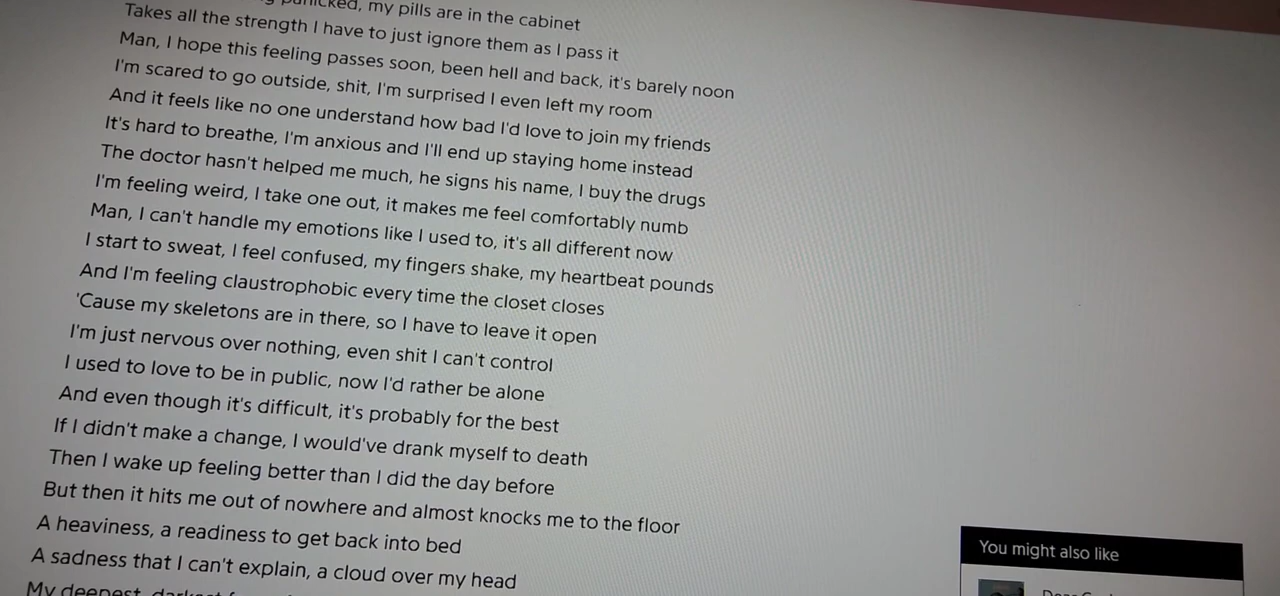 panicked, my pills are in the cabinet
Takes all the strength I have to just ignore them as I pass it
Man, I hope this feeling passes soon, been hell and back, it's barely noon
I'm scared to go outside, shit, I'm surprised I even left my room
And it feels like no one understand how bad I'd love to join my friends
It's hard to breathe, I'm anxious and I'll end up staying home instead
The doctor hasn't helped me much, he signs his name, I buy the drugs
I'm feeling weird, I take one out, it makes me feel comfortably numb
Man, I can't handle my emotions like I used to, it's all different now
I start to sweat, I feel confused, my fingers shake, my heartbeat pounds
And I'm feeling claustrophobic every time the closet closes
'Cause my skeletons are in there, so I have to leave it open
I'm just nervous over nothing, even shit I can't control
I used to love to be in public, now I'd rather be alone
And even though it's difficult, it's probably for the best
If I didn't make a change, I would've drank myself to death
Then I wake up feeling better than I did the day before
But then it hits me out of nowhere and almost knocks me to the floor
A heaviness, a readiness to get back into bed
A sadness that I can't explain, a cloud over my head
My deepest,
You might also like